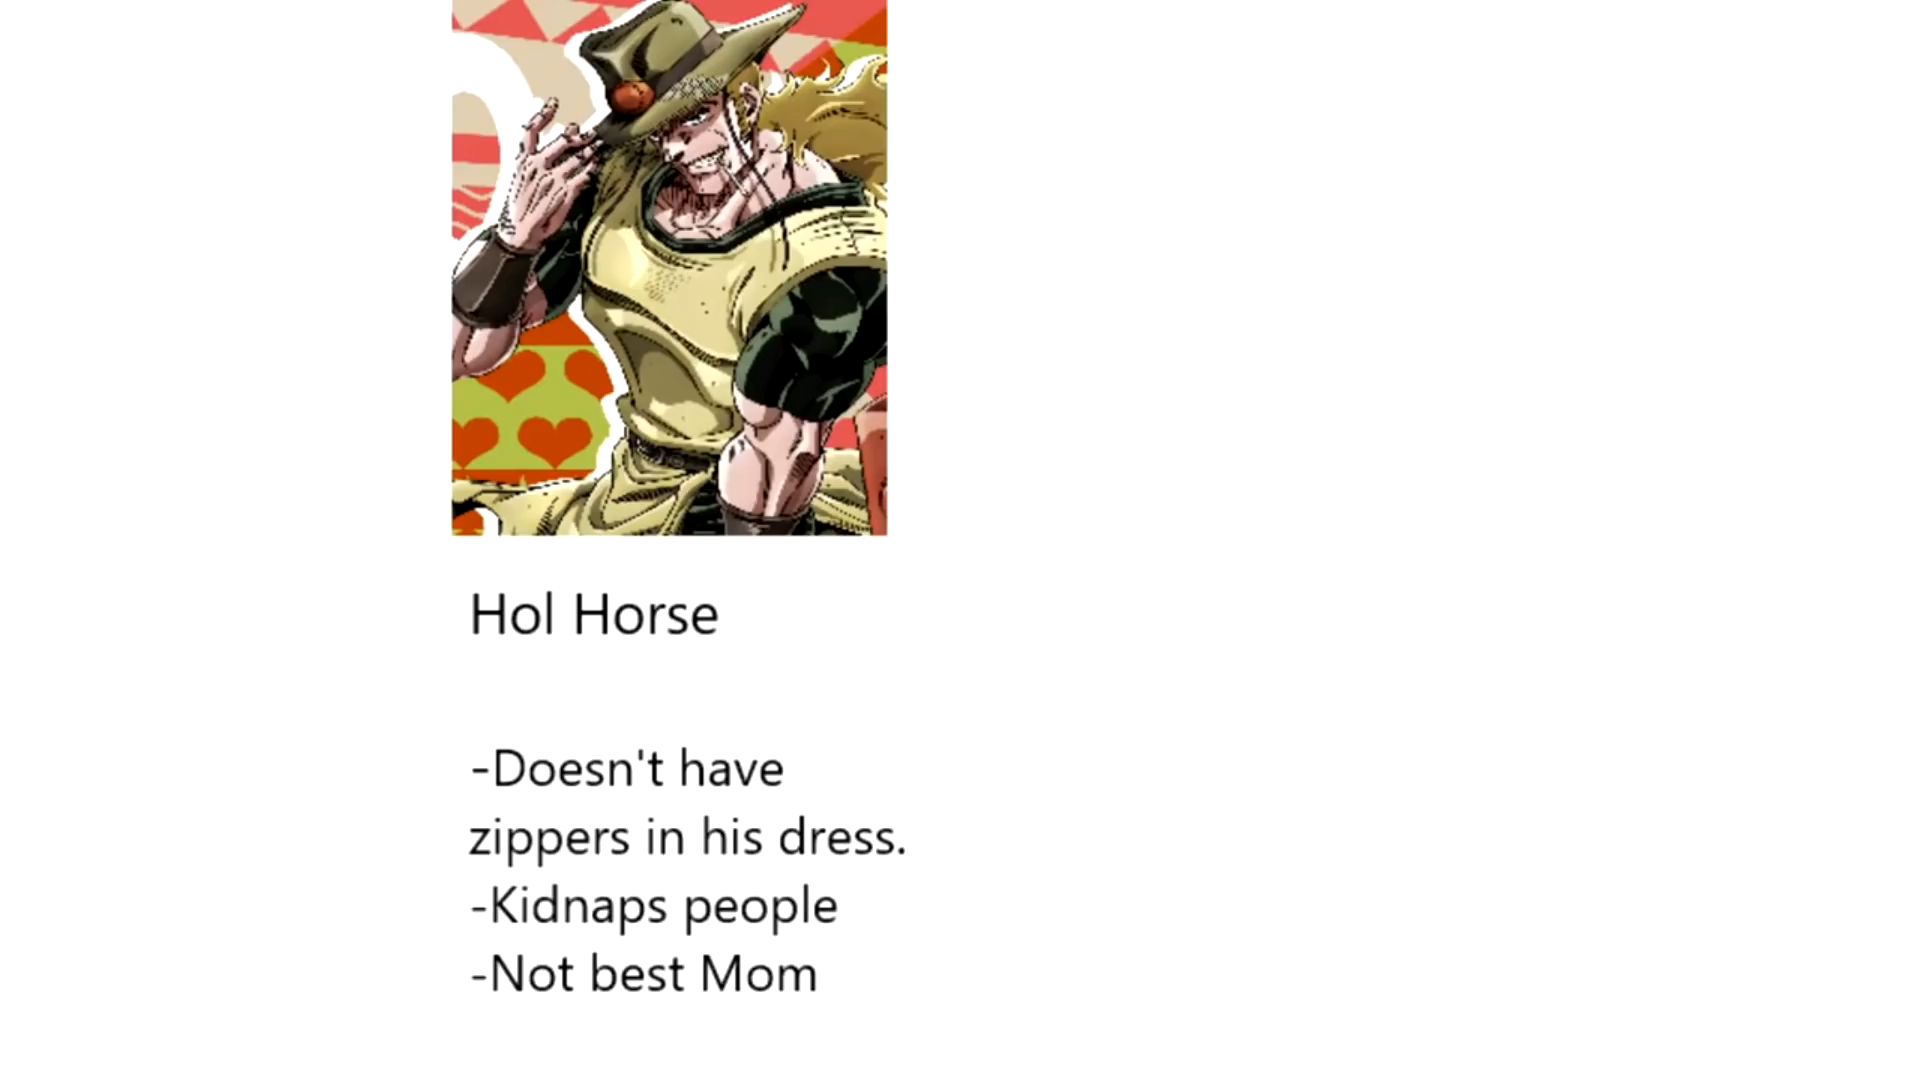 Hol Horse
-Doesn't have
zippers in his dress.
-Kidnaps people
-Not best Mom